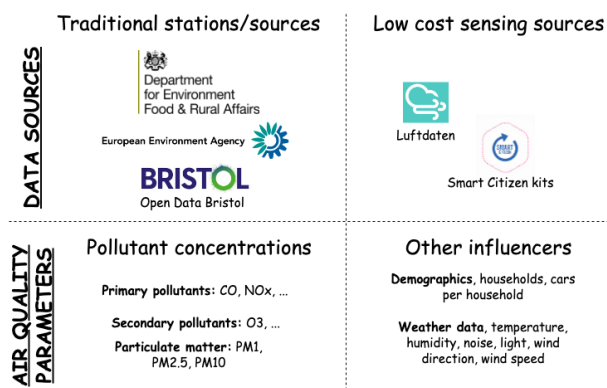 Traditional stations/sources
Low cost sensing sources
DATA SOURCES
Department
for Environment
Food & Rural Affairs
European Environment Agency
BRISTOL
Open Data Bristol
Luftdaten
SMART
CITIZEN
Smart Citizen kits
AIR QUALITY
PARAMETERS
Pollutant concentrations
Primary pollutants: CO, NOx, ...
Secondary pollutants: O3, ...
Particulate matter: PM1,
PM2.5, PM10
Other influencers
Demographics, households, cars
per household
Weather data, temperature,
humidity, noise, light, wind
direction, wind speed